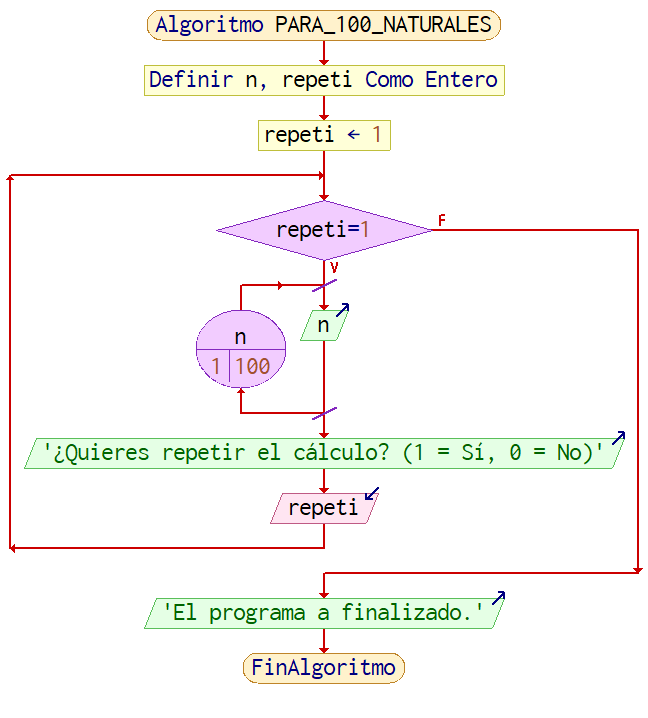 Algoritmo PARA_100_NATURALES
Definir n, repeti Como Entero
repeti ← 1
repeti=1
F
V
n
n
1 100
'¿Quieres repetir el cálculo? (1 = Sí, 0 = No)'
repeti
'El programa a finalizado.'
FinAlgoritmo